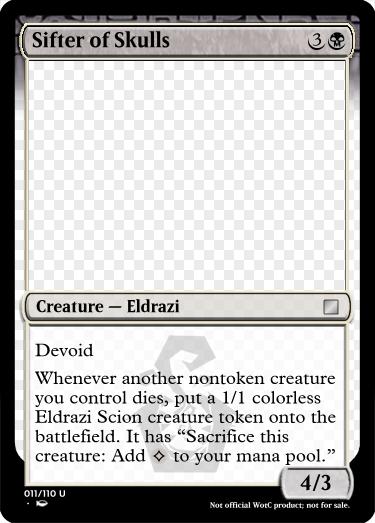 Sifter of Skulls 3
Creature — Eldrazi
Devoid
Whenever another nontoken creature
you control dies, put a 1/1 colorless
Eldrazi Scion creature token onto the
battlefield. It has “Sacrifice this
creature: Add to your mana pool.”
4/3
011/110 U
Not official WotC product; not for sale.